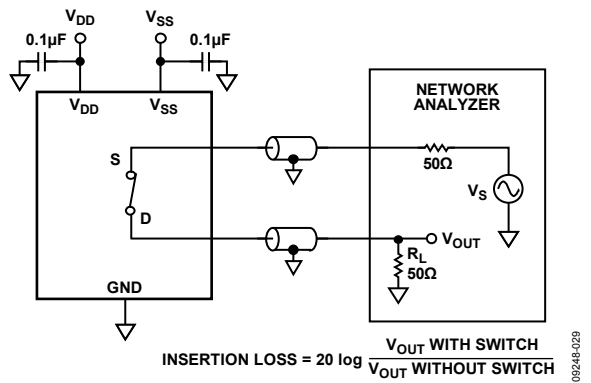 VDD
VSS
0.1µF
0.1µF
VDD
VSS
NETWORK
ANALYZER
S
50Ω
VS
D
VOUT
RL
50Ω
GND
INSERTION LOSS = 20 log VOUT WITH SWITCH
VOUT WITHOUT SWITCH
09248-029